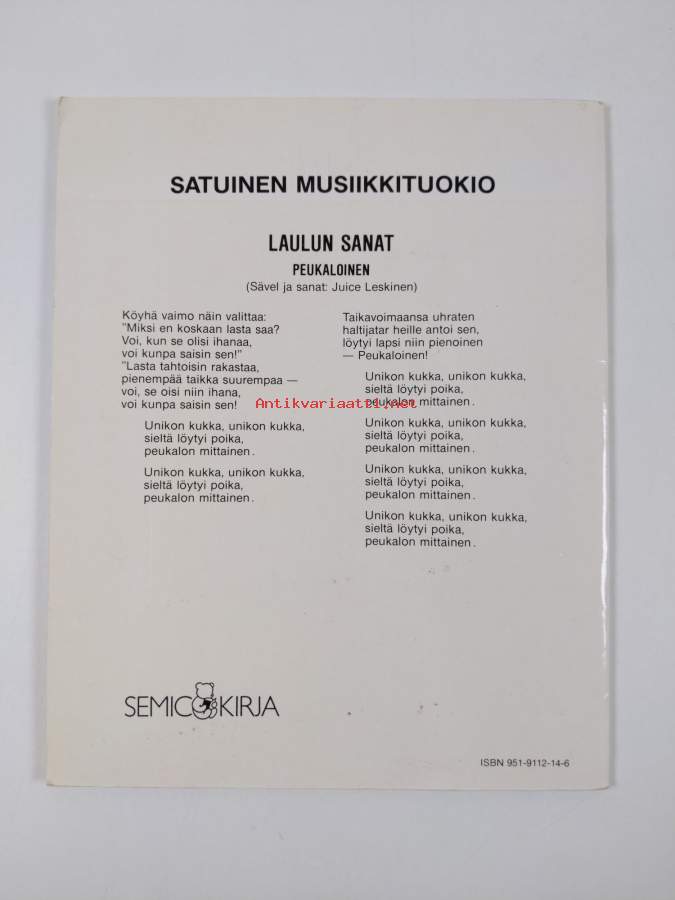 SATUINEN MUSIIKKITUOKIO
LAULUN SANAT
PEUKALOINEN
(Sävel ja sanat: Juice Leskinen)
Köyhä vaimo näin valittaa:
"Miksi en koskaan lasta saa?
Voi, kun se olisi ihanaa,
voi kunpa saisin sen!"
"Lasta tahtoisin rakastaa,
pienempää taikka suurempaa —
voi, se oisi niin ihana,
voi kunpa saisin sen!
Unikon kukka, unikon kukka,
sieltä löytyi poika,
peukalon mittainen.
Unikon kukka, unikon kukka,
sieltä löytyi poika,
peukalon mittainen.
Taikavoimaansa uhraten
haltijatar heille antoi sen,
löytyi lapsi niin pienoinen
— Peukaloinen!
Unikon kukka, unikon kukka,
sieltä löytyi poika,
peukalon mittainen.
Unikon kukka, unikon kukka,
sieltä löytyi poika,
peukalon mittainen.
Unikon kukka, unikon kukka,
sieltä löytyi poika,
peukalon mittainen.
Unikon kukka, unikon kukka,
sieltä löytyi poika,
peukalon mittainen.
Antikvariaatti.net
SEMIC KIRJA
ISBN 951-9112-14-6